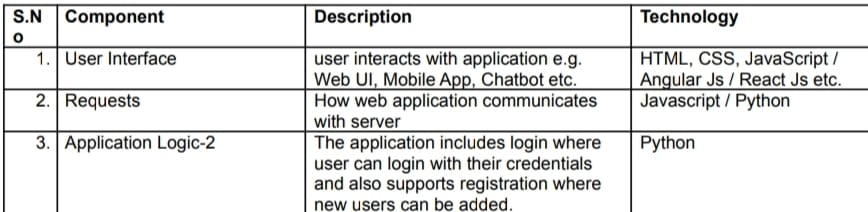 S.N Component Description Technology
o
1. User Interface user interacts with application e.g. HTML, CSS, JavaScript /
Web UI, Mobile App, Chatbot etc. Angular Js / React Js etc.
2. Requests How web application communicates Javascript / Python
with server
3. Application Logic-2 The application includes login where Python
user can login with their credentials
and also supports registration where
new users can be added.